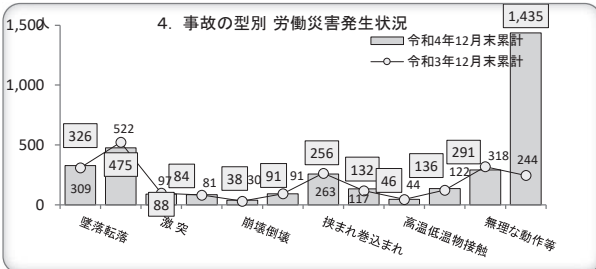 4. 事故の型別 労働災害発生状況
人
1,500
1,000
500
0
令和4年12月末累計
令和3年12月末累計
1,435
326
522
309
475
97
84
88
81
38
30
91
91
256
263
132
117
46
44
136
122
291
318
244
墜落転落
激突
崩壊倒壊
挟まれ巻込まれ
高温低温物接触
無理な動作等